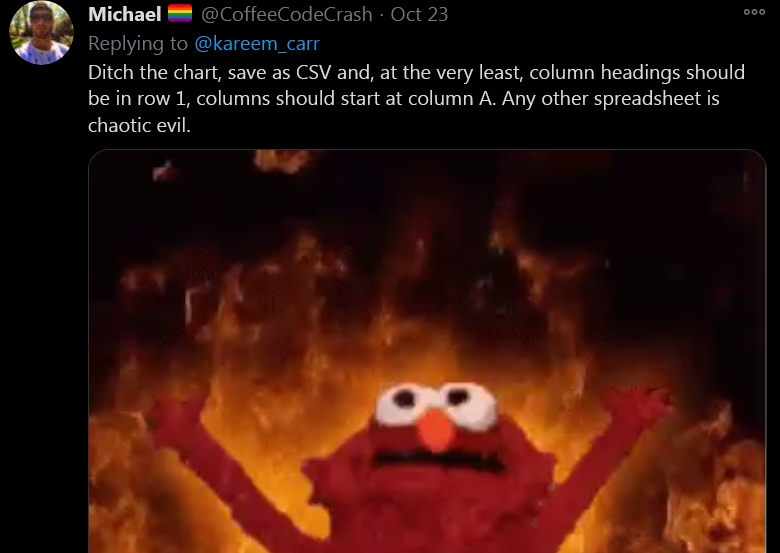 Michael 🏳️‍🌈 @CoffeeCodeCrash · Oct 23
Replying to @kareem_carr
Ditch the chart, save as CSV and, at the very least, column headings should
be in row 1, columns should start at column A. Any other spreadsheet is
chaotic evil.